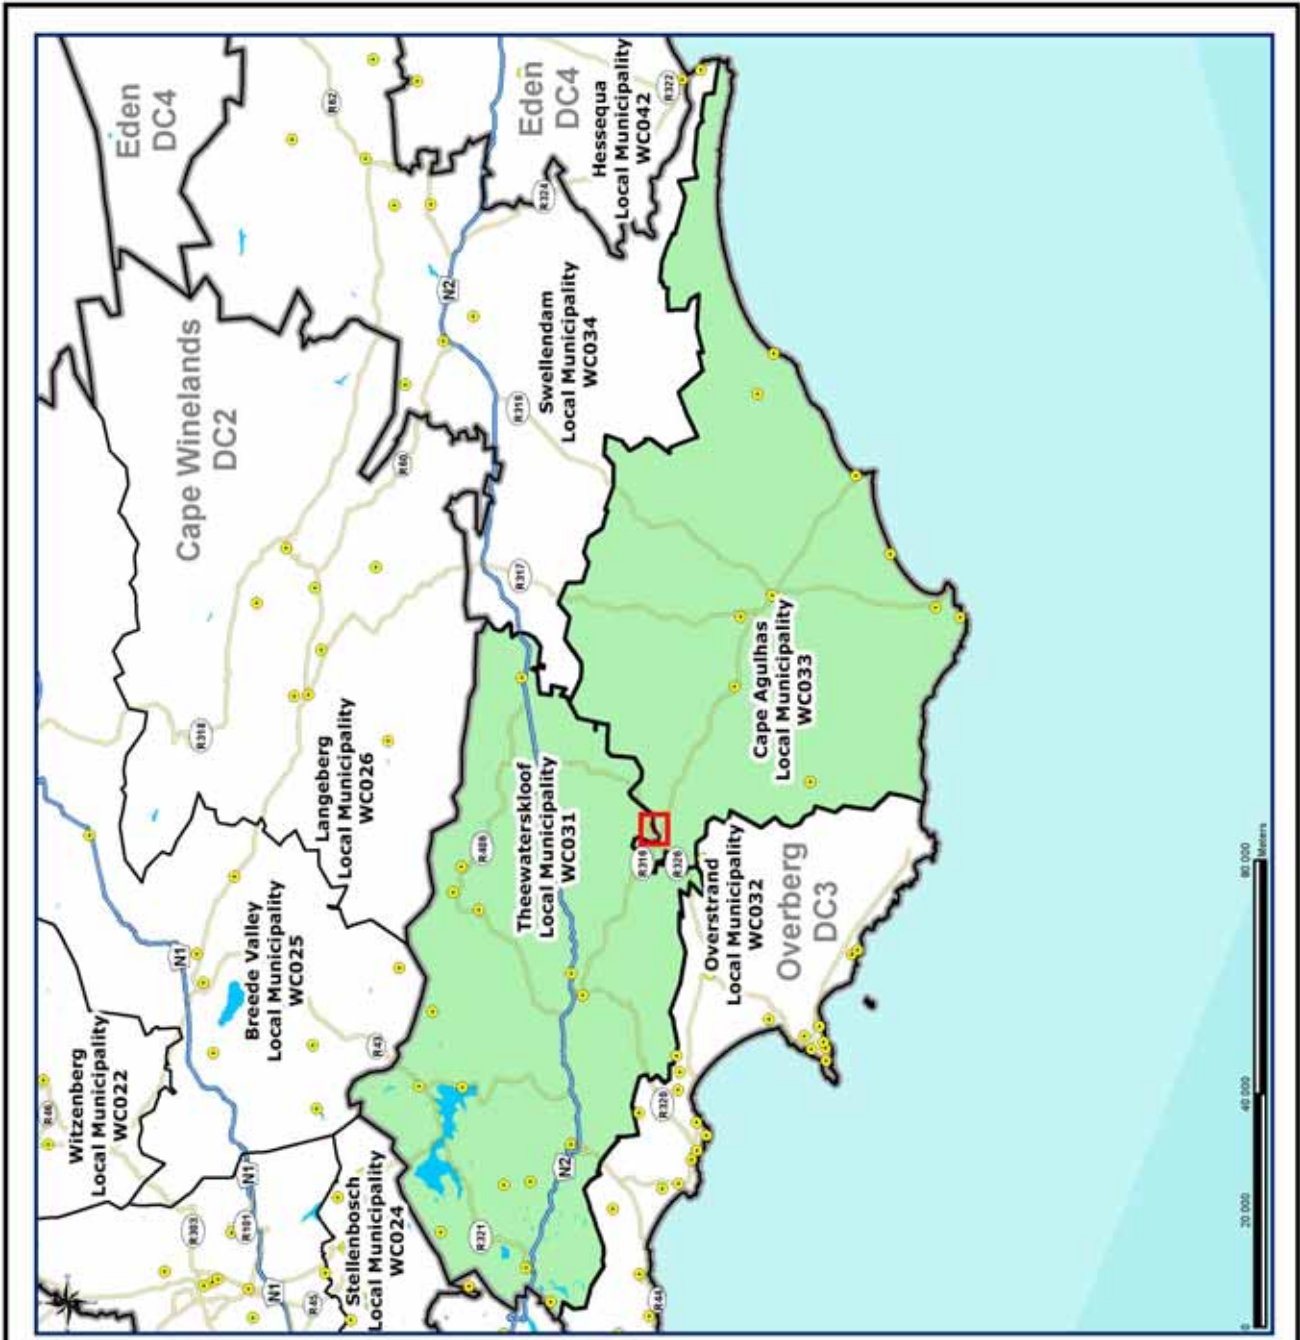 Eden
DC4
Eden
DC4
Hessequa
Local Municipality
WC042
R322
R62
R324
Cape Winelands
DC2
N2
Swellendam
Local Municipality
WC034
R60
R317
R318
Langeberg
Local Municipality
WC026
Cape Agulhas
Local Municipality
WC033
Theewaterskloof
Local Municipality
WC031
R406
R316
R326
Overstrand
Local Municipality
WC032
Overberg
DC3
Breede Valley
Local Municipality
WC025
N1
R43
Witzenberg
Local Municipality
WC022
R46
N1
R303
R101
N1
R45
Stellenbosch
Local Municipality
WC024
R321
N2
R44
0
20 000
40 000
80 000
Meters